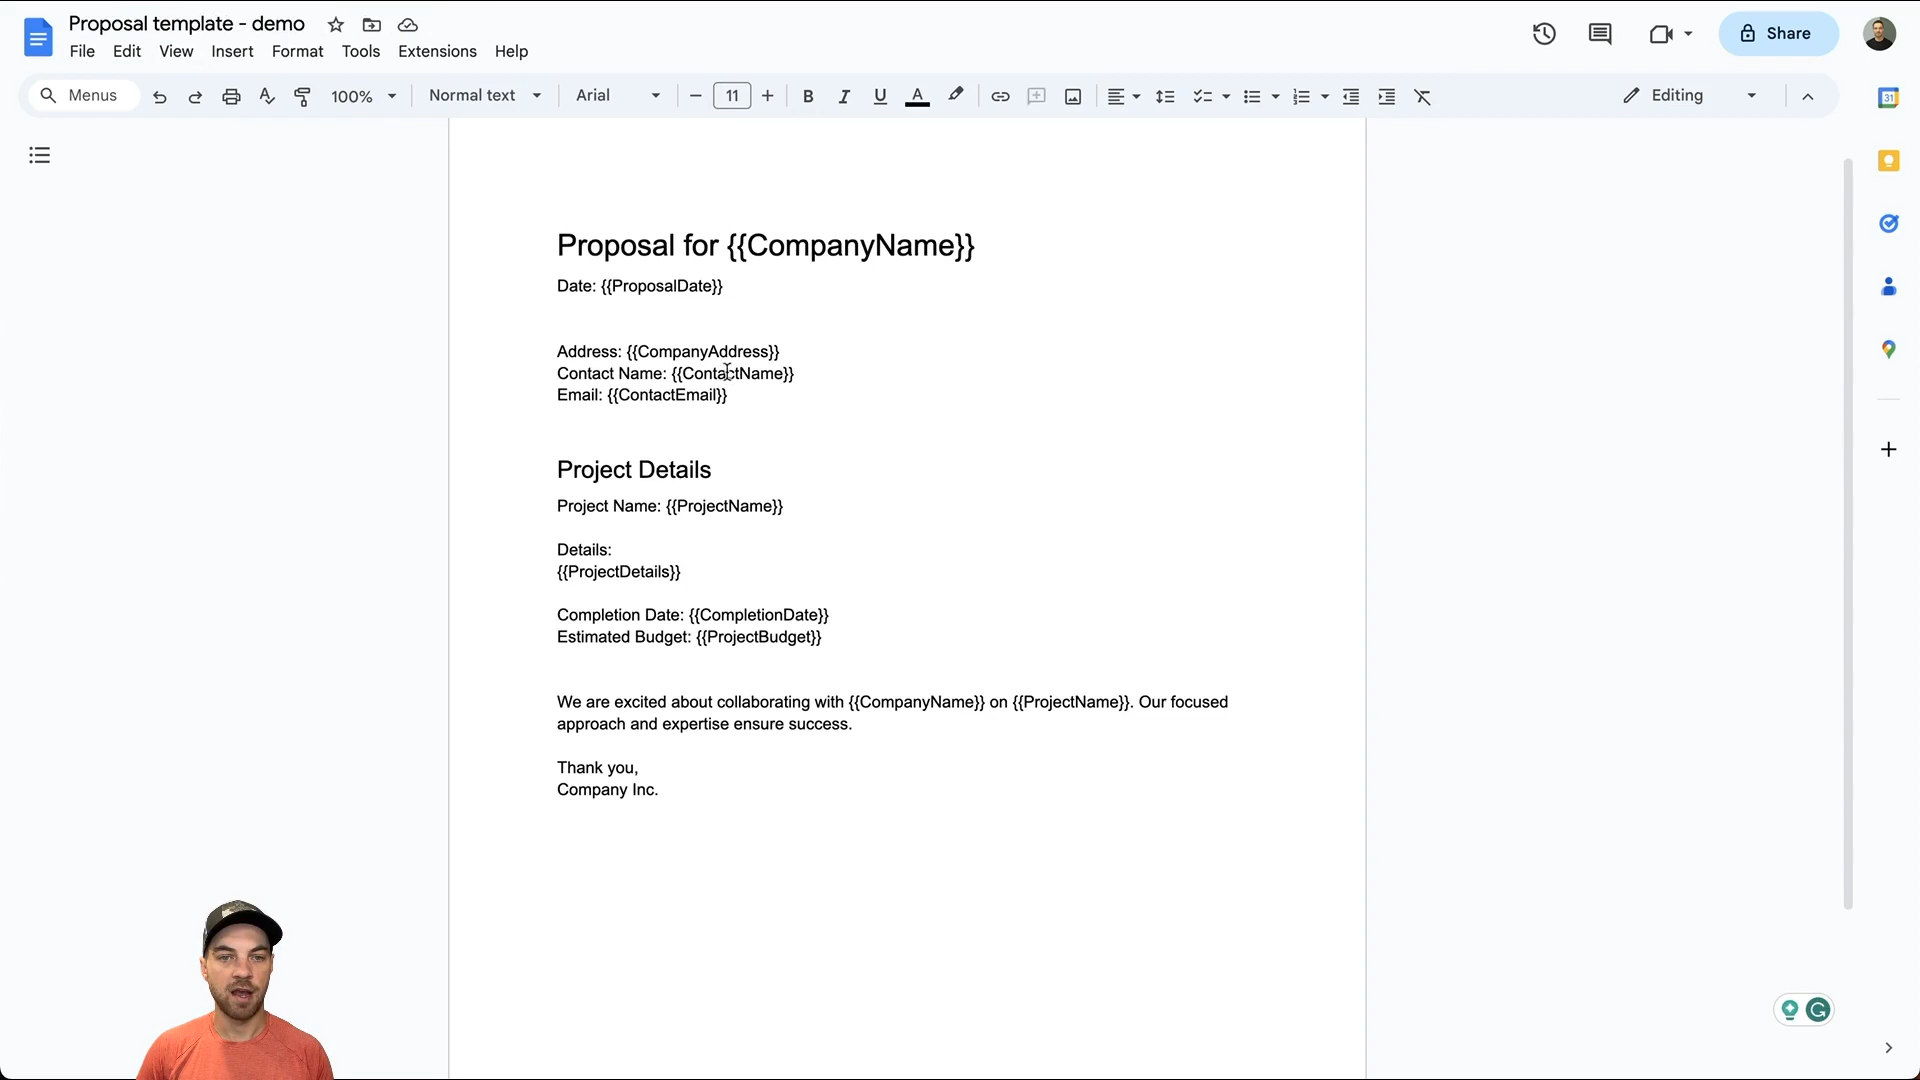 Proposal template - demo
File Edit View Insert Format Tools Extensions Help
Share
Menus 100% Normal text Arial 11 Editing
31
Proposal for {{CompanyName}}
Date: {{ProposalDate}}
Address: {{CompanyAddress}}
Contact Name: {{ContactName}}
Email: {{ContactEmail}}
Project Details
Project Name: {{ProjectName}}
Details:
{{ProjectDetails}}
Completion Date: {{CompletionDate}}
Estimated Budget: {{ProjectBudget}}
We are excited about collaborating with {{CompanyName}} on {{ProjectName}}. Our focused
approach and expertise ensure success.
Thank you,
Company Inc.